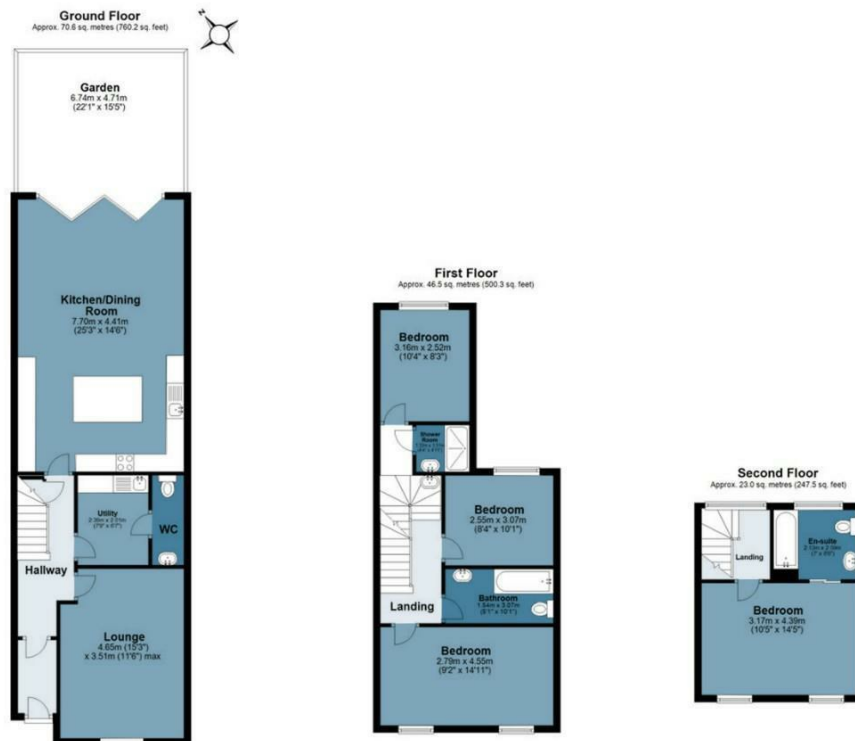 Ground Floor
Approx. 70.6 sq. metres (760.2 sq. feet)
N
Garden
6.74m x 4.71m
(22'1" x 15'5")
Kitchen/Dining
Room
7.70m x 4.41m
(25'3" x 14'6")
Utility
WC
Hallway
Lounge
4.65m (15'3")
x 3.51m (11'6") max
First Floor
Approx. 46.5 sq. metres (500.3 sq. feet)
Bedroom
3.16m x 2.52m
(10'4" x 8'3")
Shower
Room
Bedroom
2.55m x 3.07m
(8'4" x 10'1")
Bathroom
1.84m x 3.07m
(6'1" x 10'1")
Landing
Bedroom
2.79m x 4.55m
(9'2" x 14'11")
Second Floor
Approx. 23.0 sq. metres (247.5 sq. feet)
Landing
En-suite
Bedroom
3.17m x 4.39m
(10'5" x 14'5")